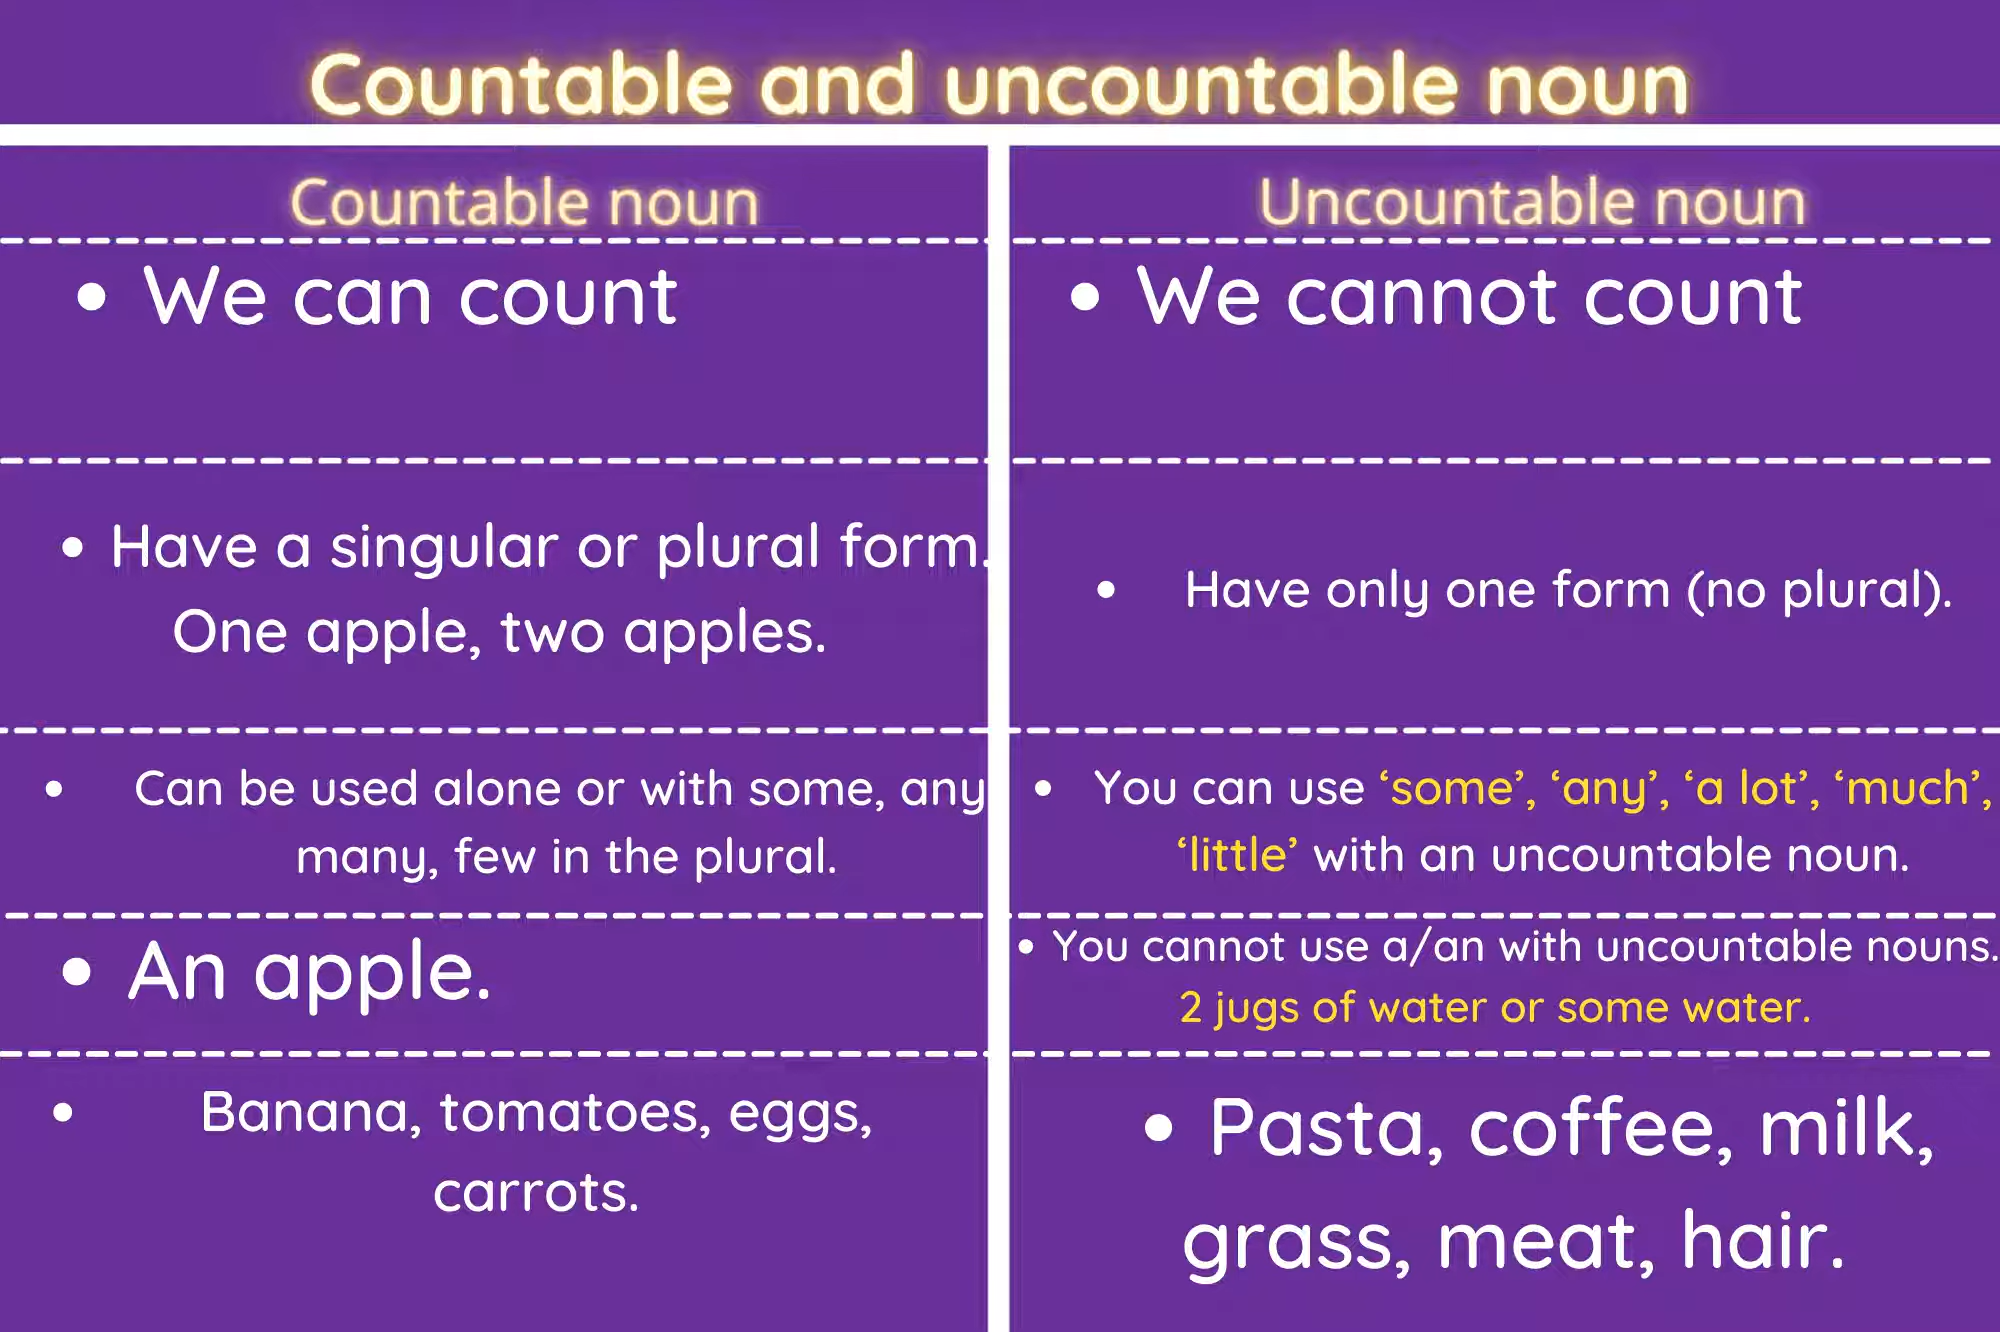 Countable and uncountable noun
Countable noun
Uncountable noun
• We can count
• We cannot count
• Have a singular or plural form.
One apple, two apples.
• Have only one form (no plural).
• Can be used alone or with some, any
many, few in the plural.
• You can use ‘some’, ‘any’, ‘a lot’, ‘much’,
‘little’ with an uncountable noun.
• An apple.
• You cannot use a/an with uncountable nouns.
2 jugs of water or some water.
• Banana, tomatoes, eggs,
carrots.
• Pasta, coffee, milk,
grass, meat, hair.